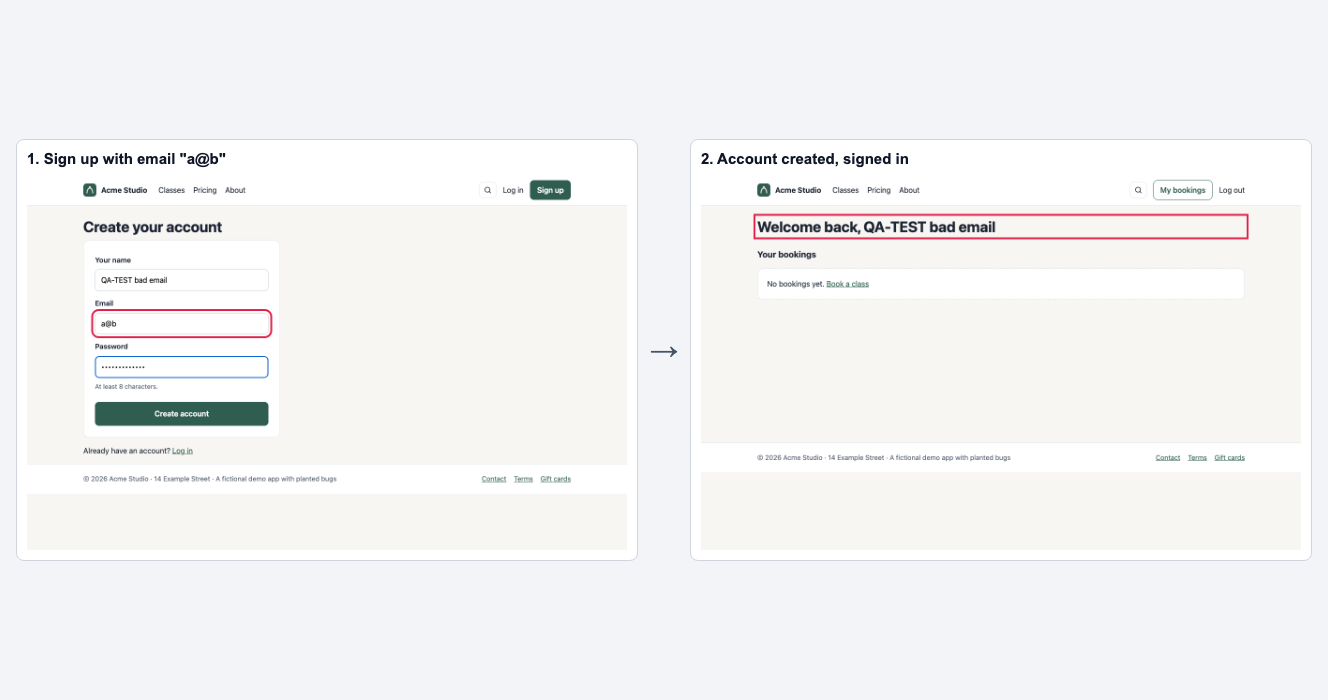 1. Sign up with email "a@b"
Acme Studio Classes Pricing About Log in Sign up
Create your account
Your name
QA-TEST bad email
Email
a@b
Password
•••••••••••••
At least 8 characters.
Create account
Already have an account? Log in
© 2026 Acme Studio · 14 Example Street · A fictional demo app with planted bugs Contact Terms Gift cards
→
2. Account created, signed in
Acme Studio Classes Pricing About My bookings Log out
Welcome back, QA-TEST bad email
Your bookings
No bookings yet. Book a class
© 2026 Acme Studio · 14 Example Street · A fictional demo app with planted bugs Contact Terms Gift cards